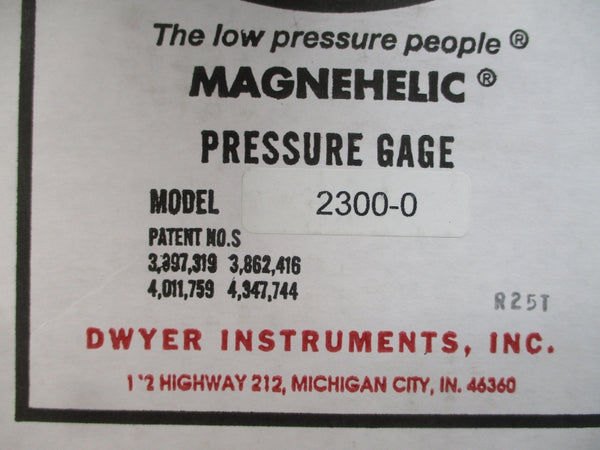 The low pressure people ®
MAGNEHELIC ®
PRESSURE GAGE
MODEL 2300-0
PATENT NO.S
3,397,319 3,862,416
4,011,759 4,347,744
R25T
DWYER INSTRUMENTS, INC.
HIGHWAY 212, MICHIGAN CITY, IN. 46360